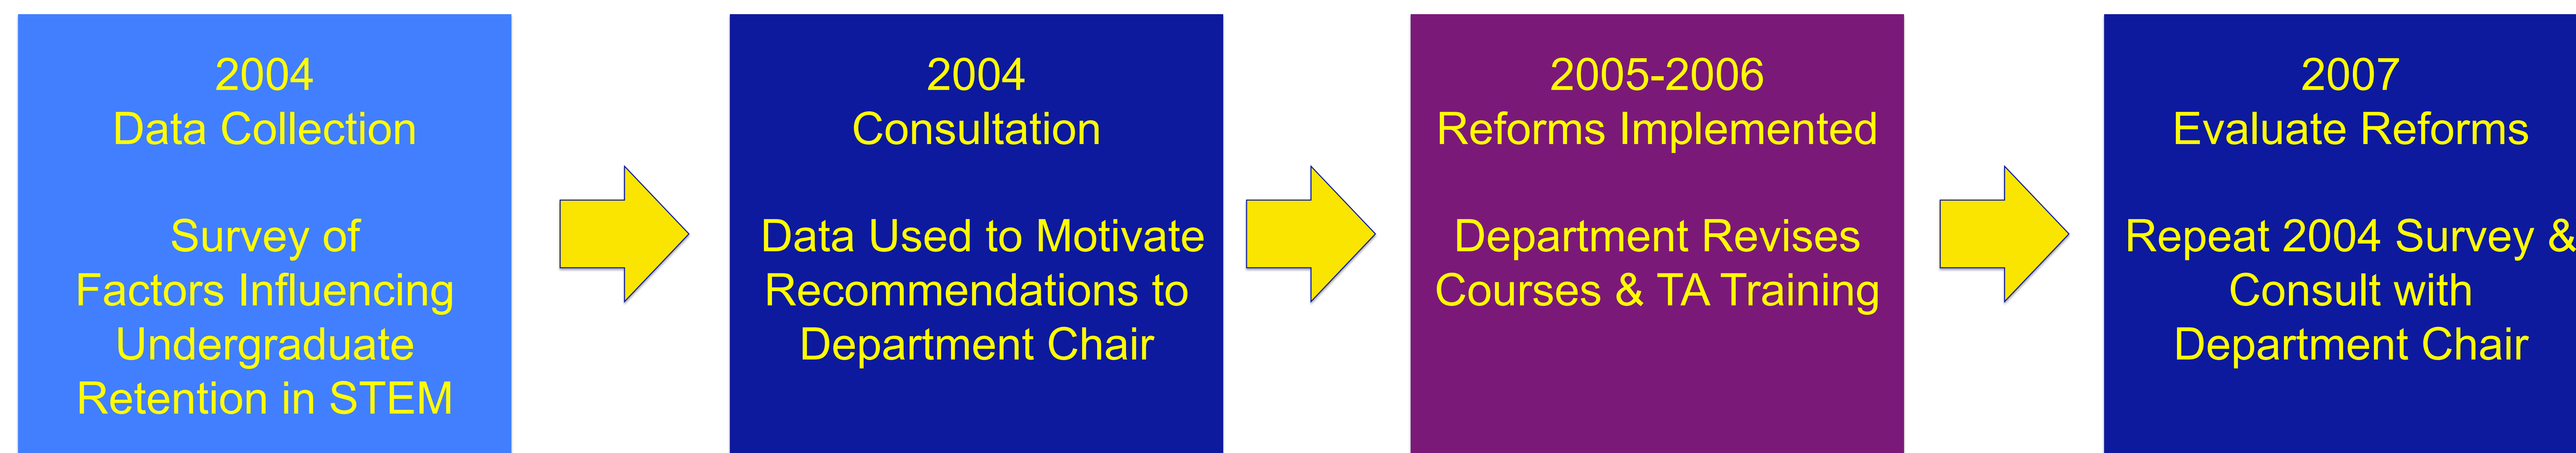 2004
Data Collection
Survey of
Factors Influencing
Undergraduate
Retention in STEM
2004
Consultation
Data Used to Motivate
Recommendations to
Department Chair
2005-2006
Reforms Implemented
Department Revises
Courses & TA Training
2007
Evaluate Reforms
Repeat 2004 Survey &
Consult with
Department Chair